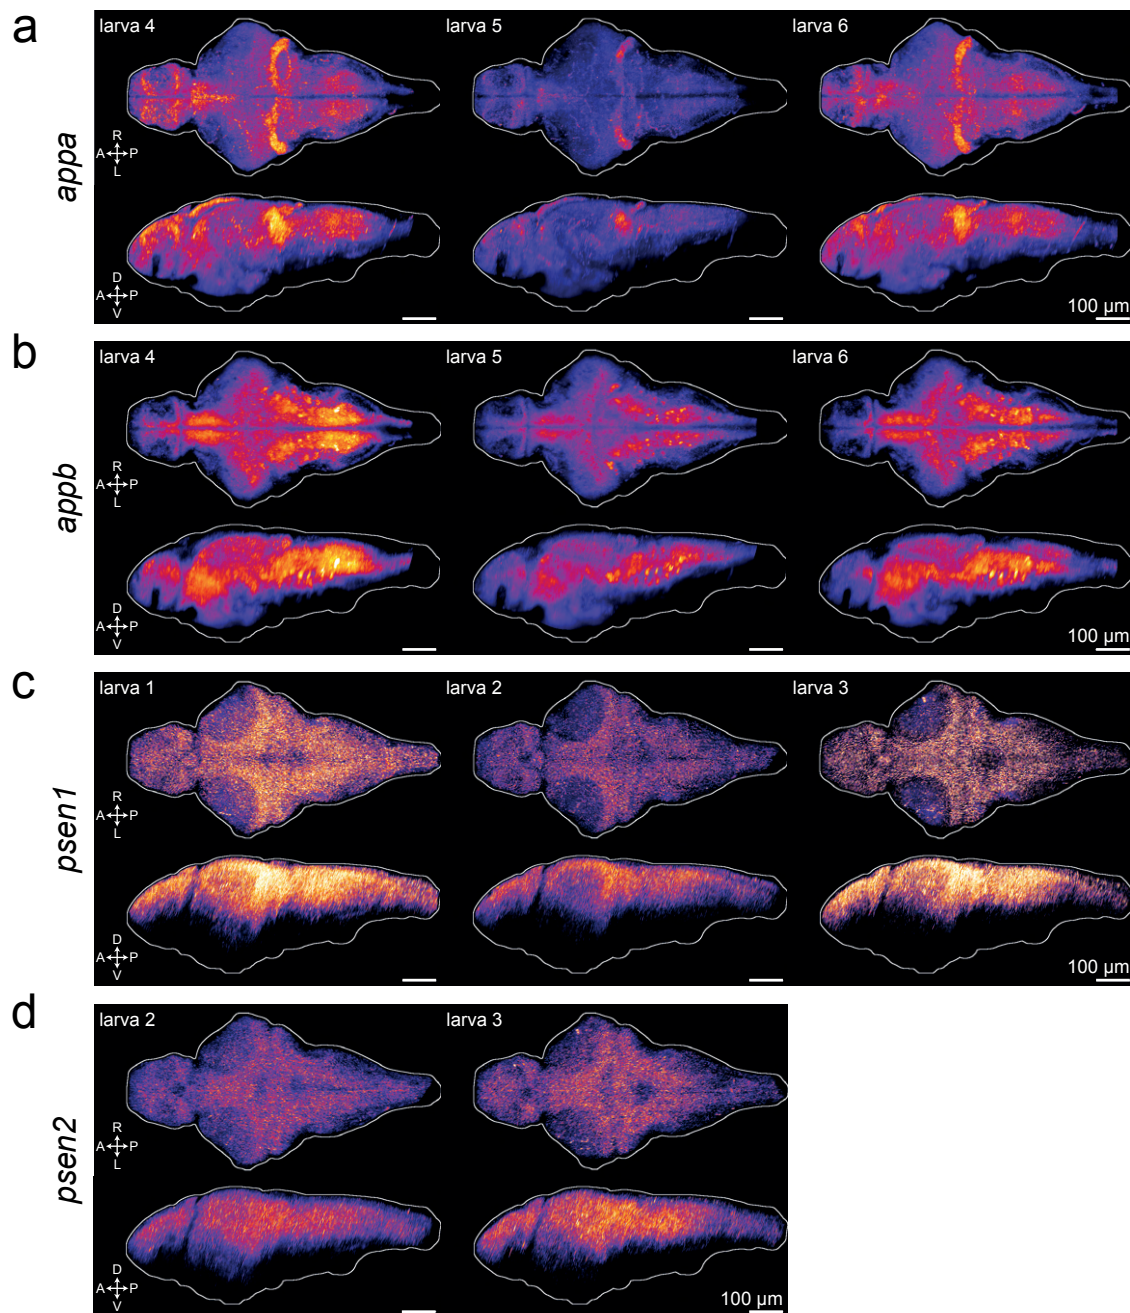 a
appa
larva 4
larva 5
larva 6
R
A P
L
D
A P
V
100 µm
b
appb
larva 4
larva 5
larva 6
R
A P
L
D
A P
V
100 µm
c
psen1
larva 1
larva 2
larva 3
R
A P
L
D
A P
V
100 µm
d
psen2
larva 2
larva 3
R
A P
L
D
A P
V
100 µm